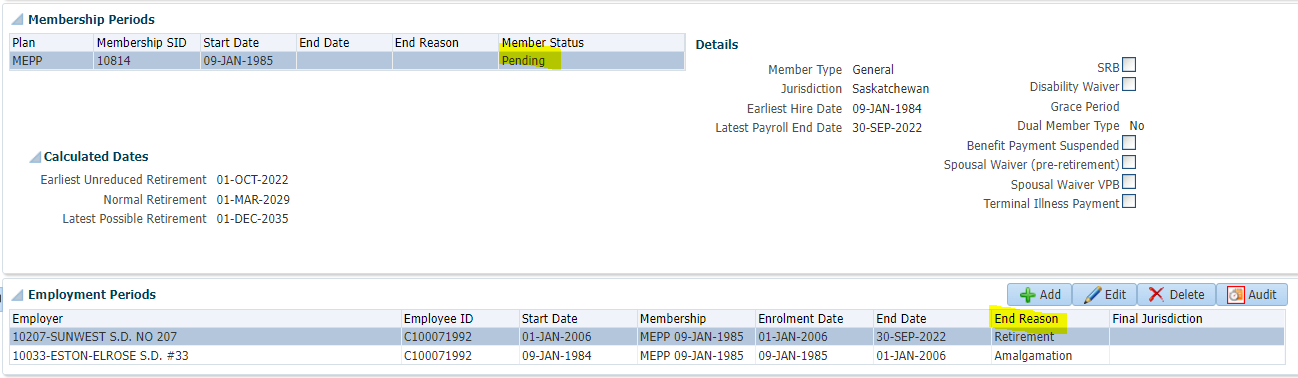 Membership Periods
Plan Membership SID Start Date End Date End Reason Member Status
MEPP 10814 09-JAN-1985 Pending
Details
Member Type General
Jurisdiction Saskatchewan
Earliest Hire Date 09-JAN-1984
Latest Payroll End Date 30-SEP-2022
SRB
Disability Waiver
Grace Period
Dual Member Type No
Benefit Payment Suspended
Spousal Waiver (pre-retirement)
Spousal Waiver VPB
Terminal Illness Payment
Calculated Dates
Earliest Unreduced Retirement 01-OCT-2022
Normal Retirement 01-MAR-2029
Latest Possible Retirement 01-DEC-2035
Employment Periods
Add Edit Delete Audit
Employer Employee ID Start Date Membership Enrolment Date End Date End Reason Final Jurisdiction
10207-SUNWEST S.D. NO 207 C100071992 01-JAN-2006 MEPP 09-JAN-1985 01-JAN-2006 30-SEP-2022 Retirement
10033-ESTON-ELROSE S.D. #33 C100071992 09-JAN-1984 MEPP 09-JAN-1985 09-JAN-1985 01-JAN-2006 Amalgamation